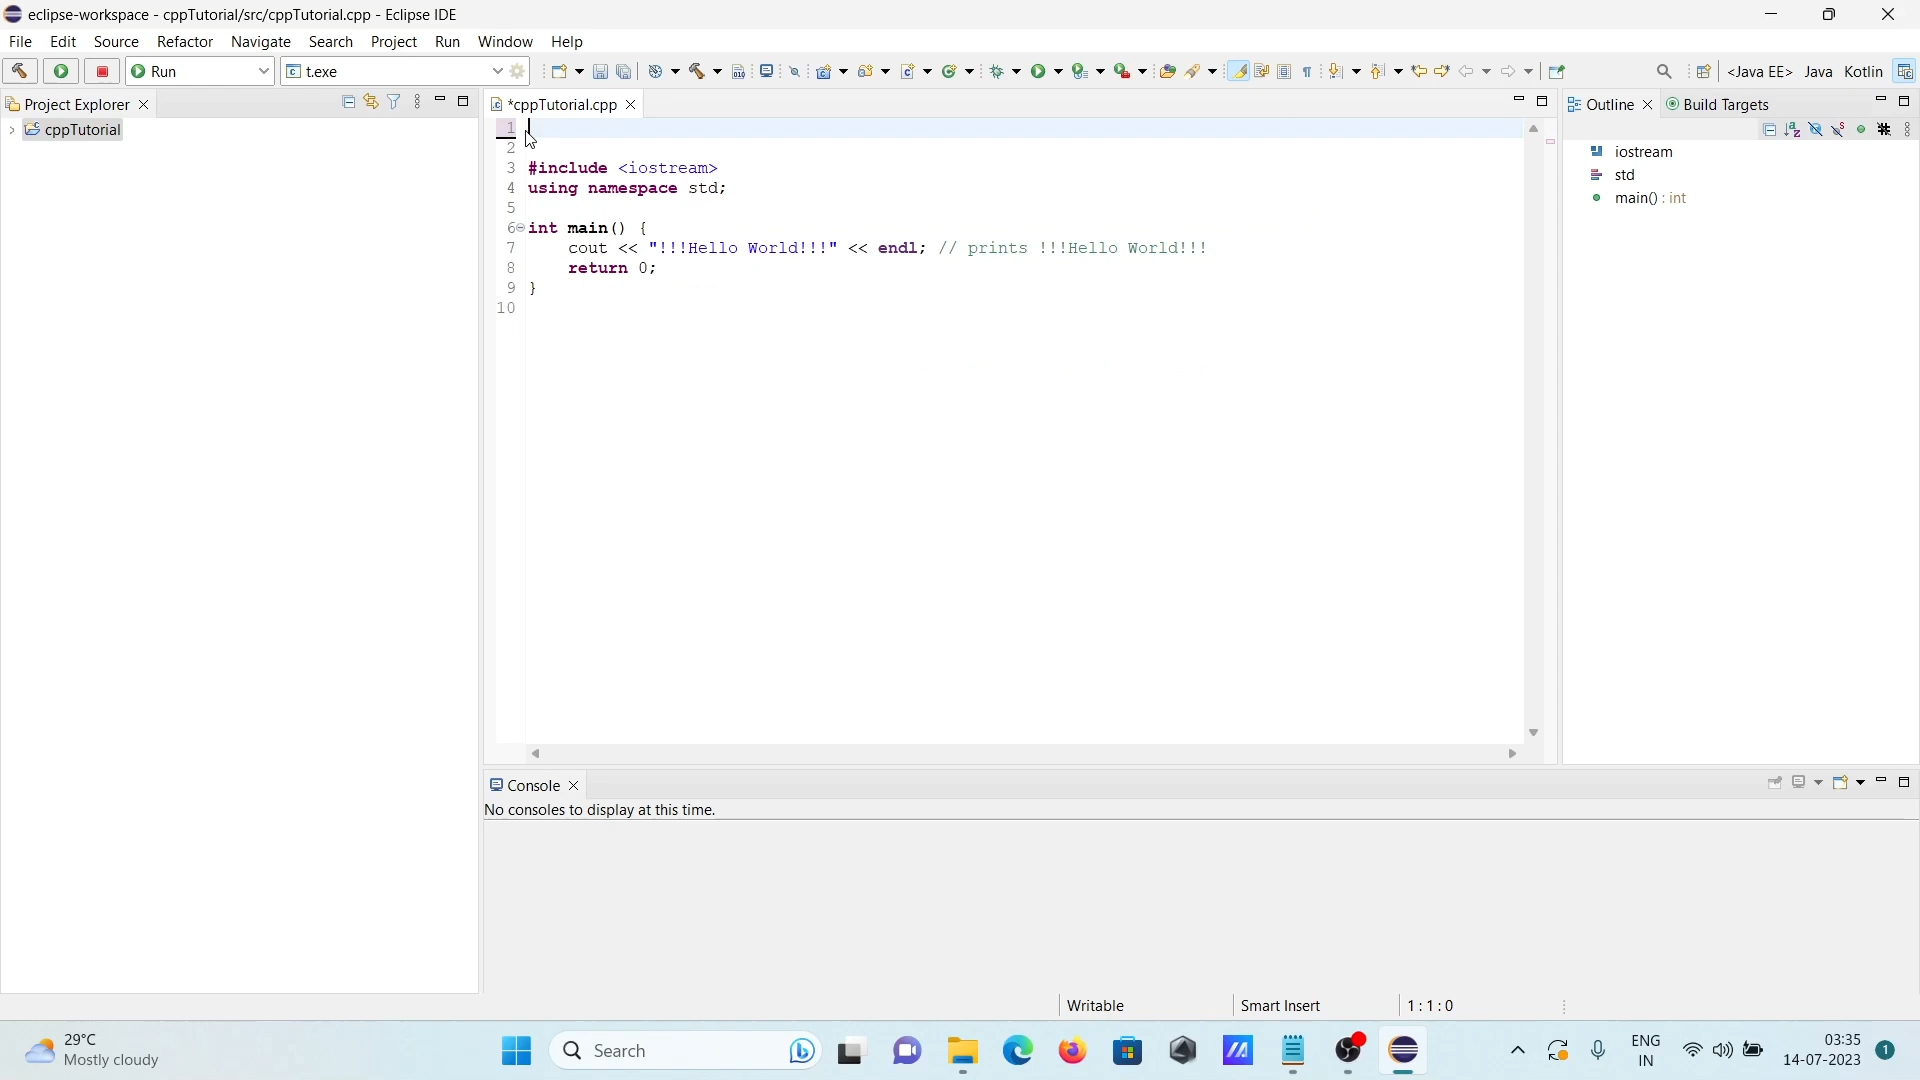 eclipse-workspace - cppTutorial/src/cppTutorial.cpp - Eclipse IDE
File Edit Source Refactor Navigate Search Project Run Window Help
Run t.exe <Java EE> Java Kotlin
Project Explorer
cppTutorial
*cppTutorial.cpp
1
2
3 #include <iostream>
4 using namespace std;
5
6 int main() {
7 cout << "!!!Hello World!!!" << endl; // prints !!!Hello World!!!
8 return 0;
9 }
10
Outline Build Targets
iostream
std
main() : int
Console
No consoles to display at this time.
Writable Smart Insert 1 : 1 : 0
29°C
Mostly cloudy
Search
ENG
IN
03:35
14-07-2023
1